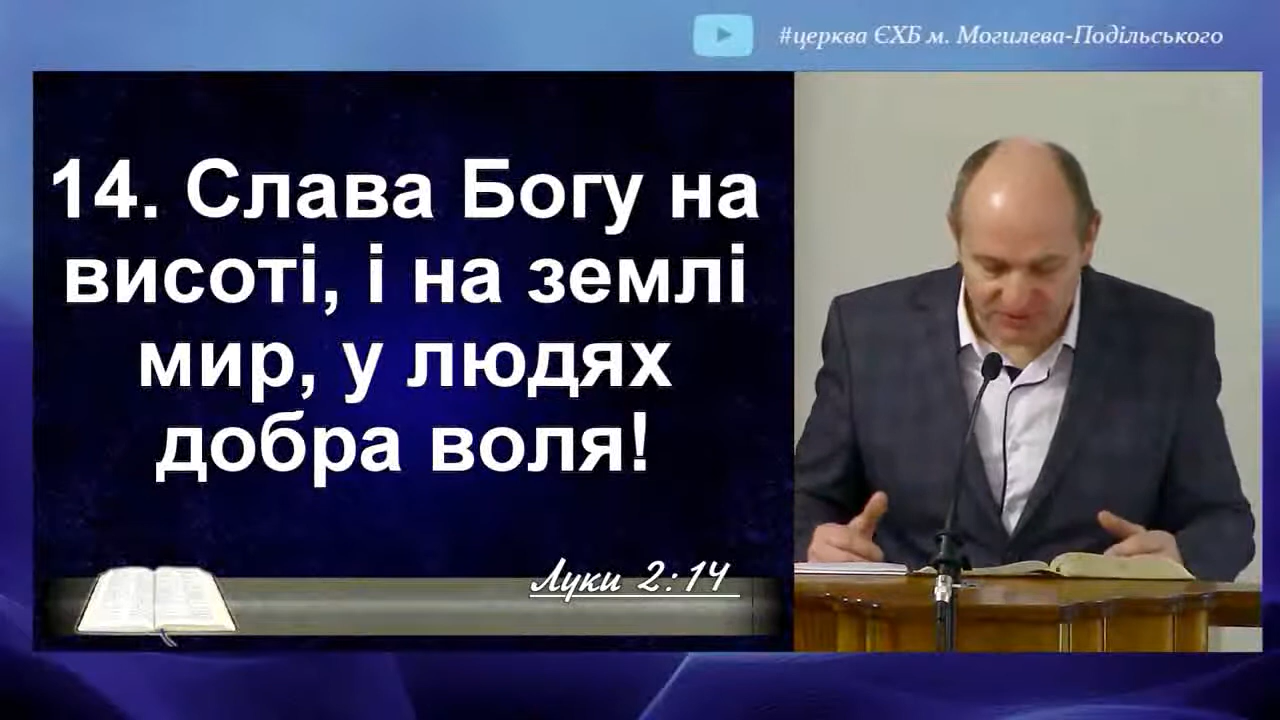 #церква ЄХБ м. Могилева-Подільського
14. Слава Богу на
висоті, і на землі
мир, у людях
добра воля!
Луки 2:14